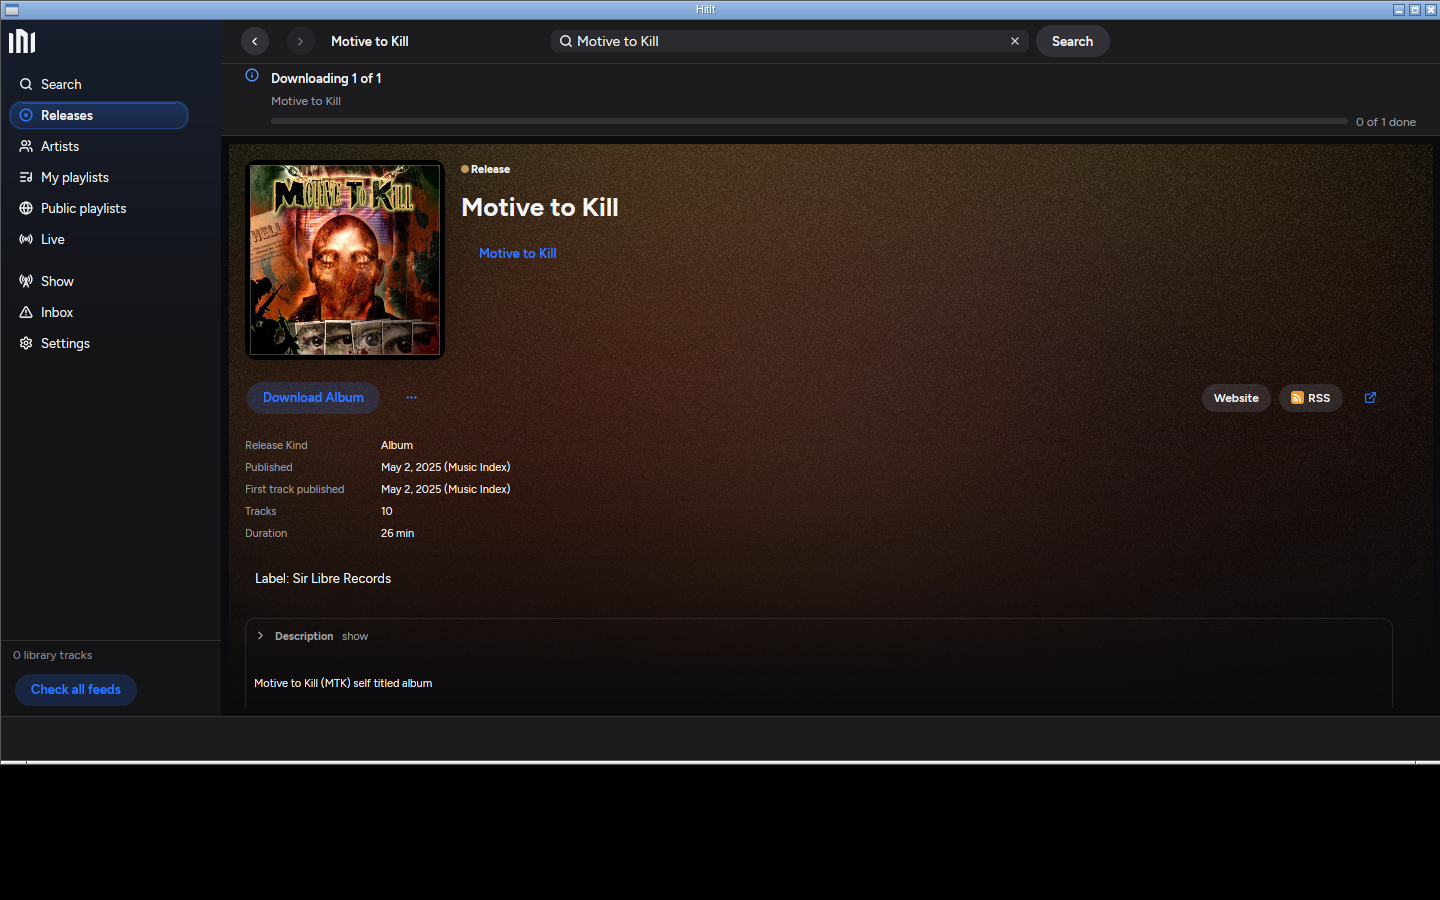 HitIt
Motive to Kill
Motive to Kill
Search
Downloading 1 of 1
Motive to Kill
0 of 1 done
Search
Releases
Artists
My playlists
Public playlists
Live
Show
Inbox
Settings
0 library tracks
Check all feeds
MOTIVE TO KILL
HELL
Release
Motive to Kill
Motive to Kill
Download Album
Website
RSS
Release Kind Album
Published May 2, 2025 (Music Index)
First track published May 2, 2025 (Music Index)
Tracks 10
Duration 26 min
Label: Sir Libre Records
Description show
Motive to Kill (MTK) self titled album